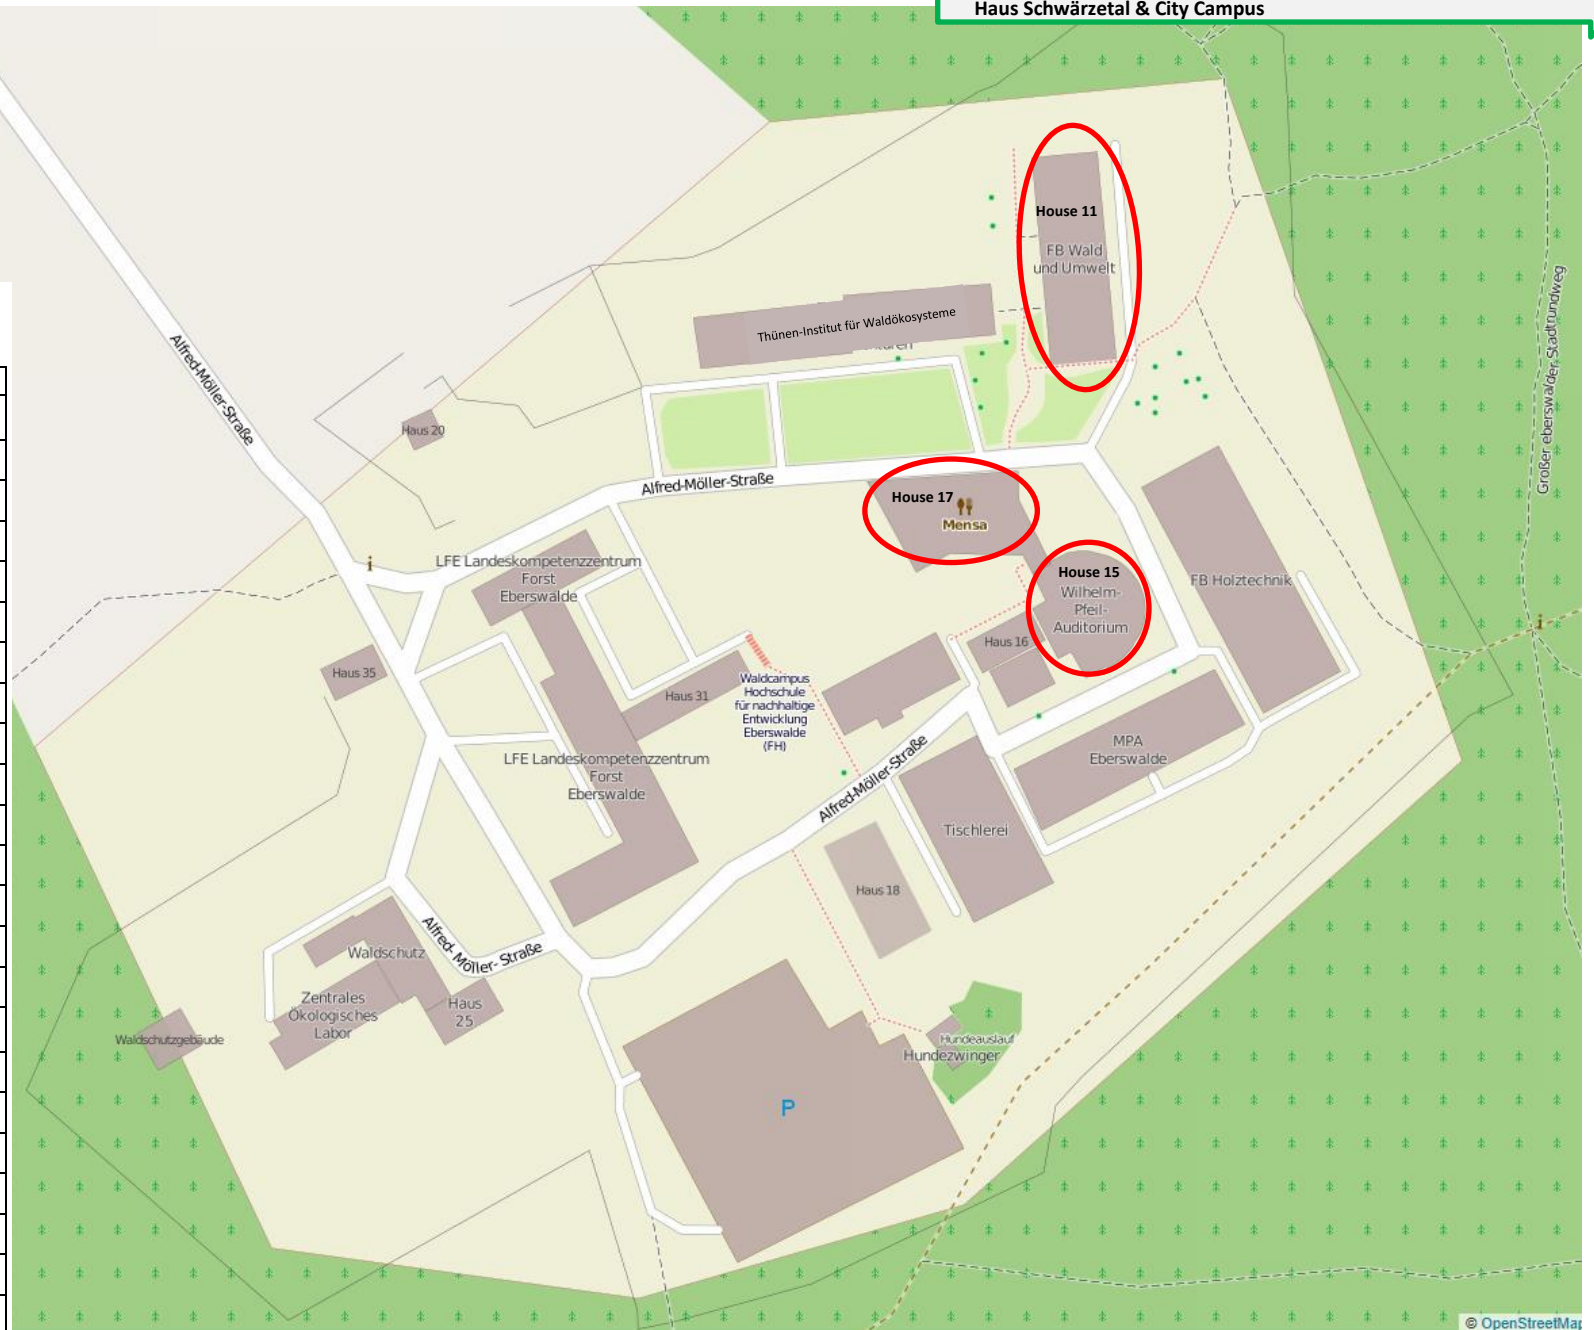 Haus Schwärzetal & City Campus
House 11
FB Wald
und Umwelt
Thünen-Institut für Waldökosysteme
Alfred-Möller-Straße
Großer eberswalder Stadtrundweg
Haus 20
Alfred-Möller-Straße
House 17
Mensa
LFE Landeskompetenzzentrum
Forst
Eberswalde
House 15
Wilhelm-
Pfeil-
Auditorium
FB Holztechnik
Haus 16
Haus 35
Haus 31
Waldcampus
Hochschule
für nachhaltige
Entwicklung
Eberswalde
(FH)
LFE Landeskompetenzzentrum
Forst
Eberswalde
MPA
Eberswalde
Alfred-Möller-Straße
Tischlerei
Haus 18
Alfred- Möller- Straße
Waldschutz
Zentrales
Ökologisches
Labor
Haus
25
Waldschutzgebäude
Hundeauslauf
Hundezwinger
P
© OpenStreetMap